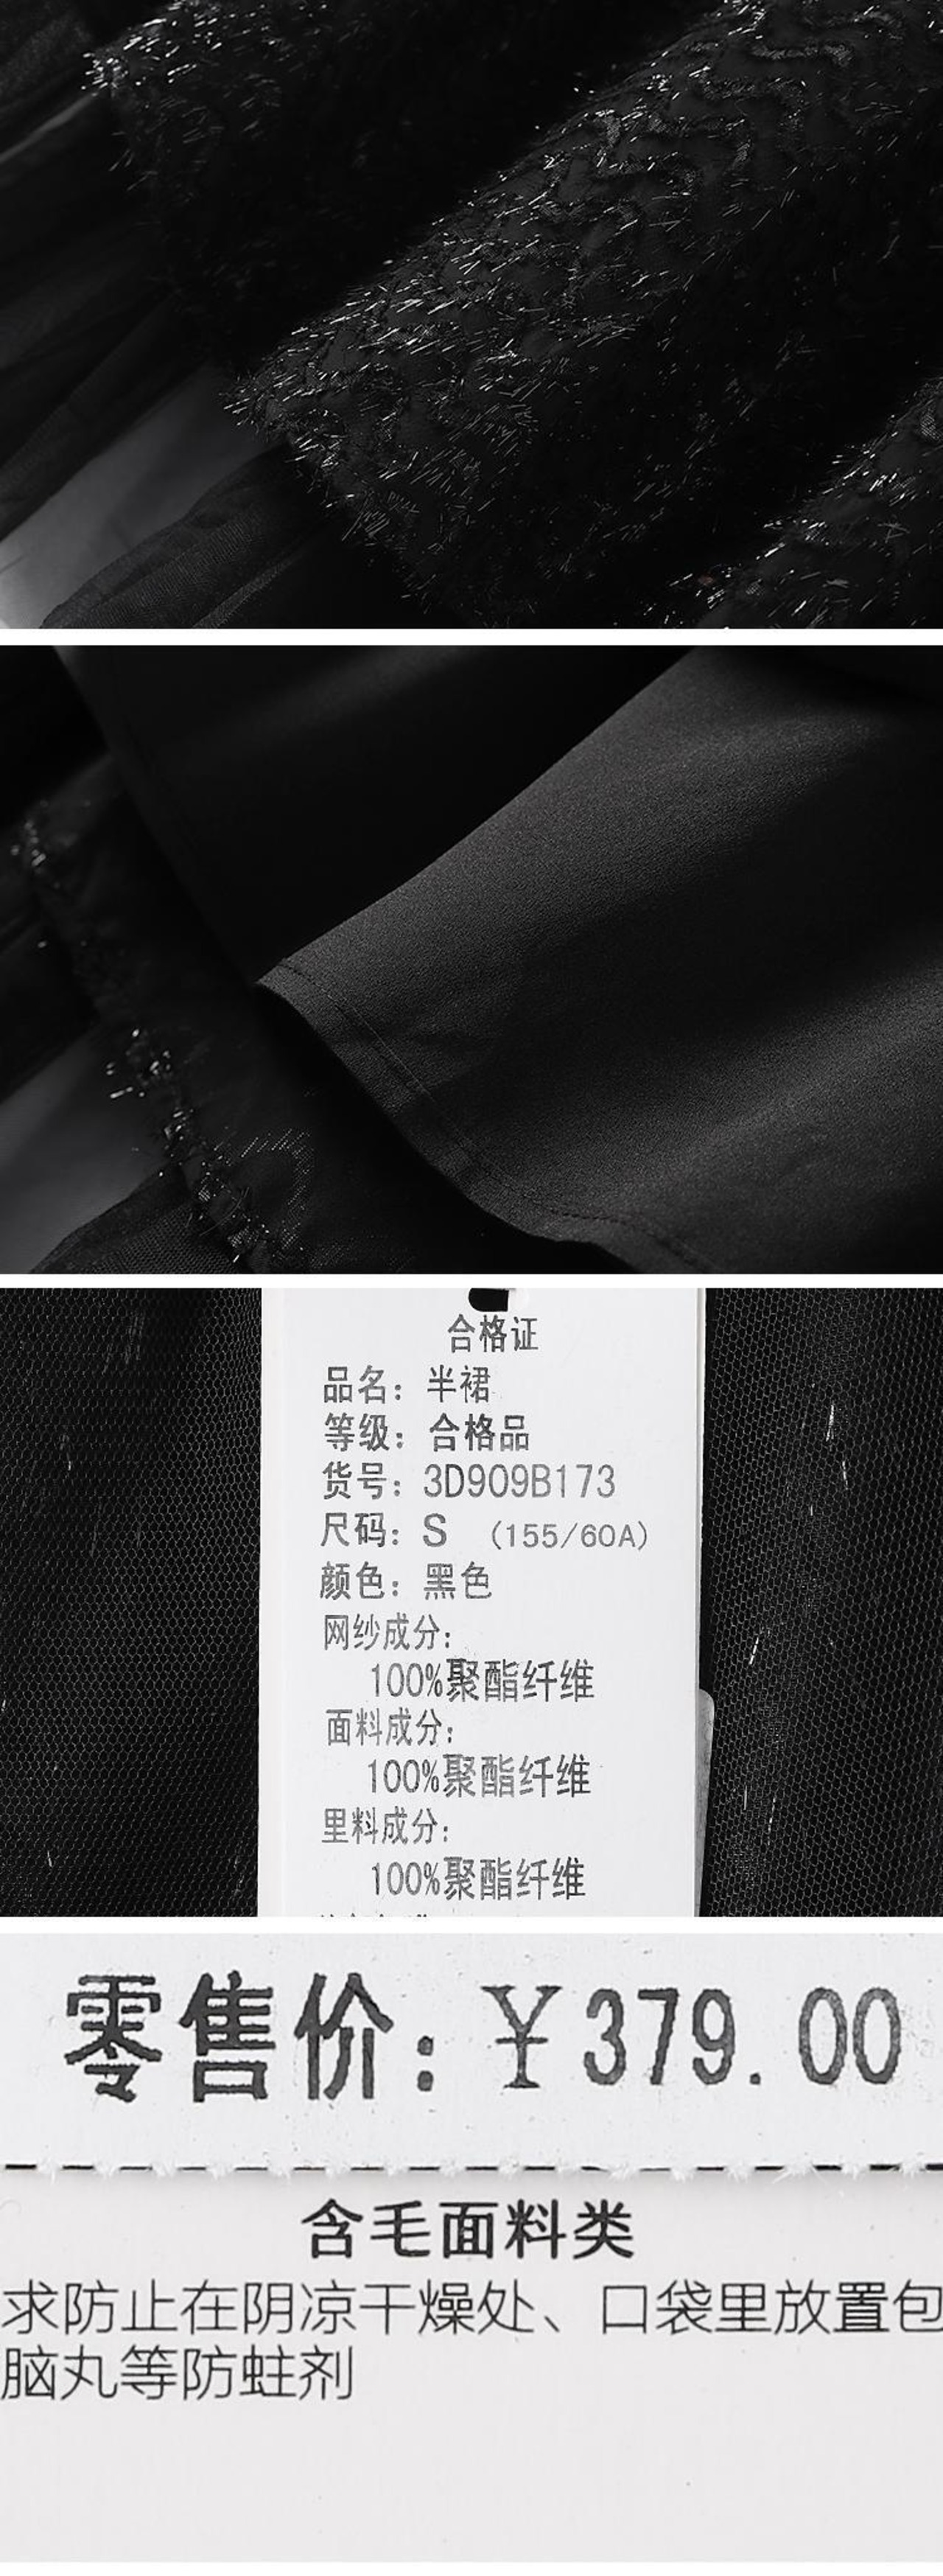 合格证
品名：半裙
等级：合格品
货号：3D909B173
尺码：S （155/60A）
颜色：黑色
网纱成分：
100%聚酯纤维
面料成分：
100%聚酯纤维
里料成分：
100%聚酯纤维
零售价：￥379.00
含毛面料类
求防止在阴凉干燥处、口袋里放置包
脑丸等防蛀剂